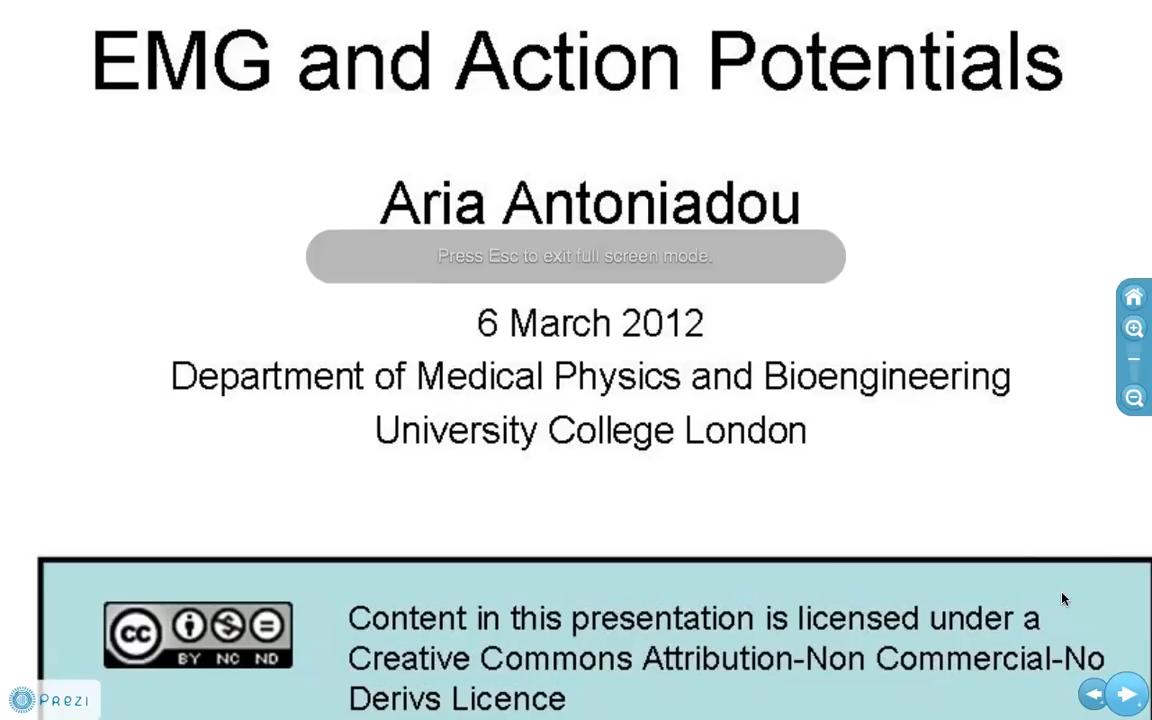 EMG and Action Potentials
Aria Antoniadou
Press Esc to exit full screen mode.
6 March 2012
Department of Medical Physics and Bioengineering
University College London
Content in this presentation is licensed under a
Creative Commons Attribution-Non Commercial-No
Derivs Licence
cc
BY NC ND
PREZI